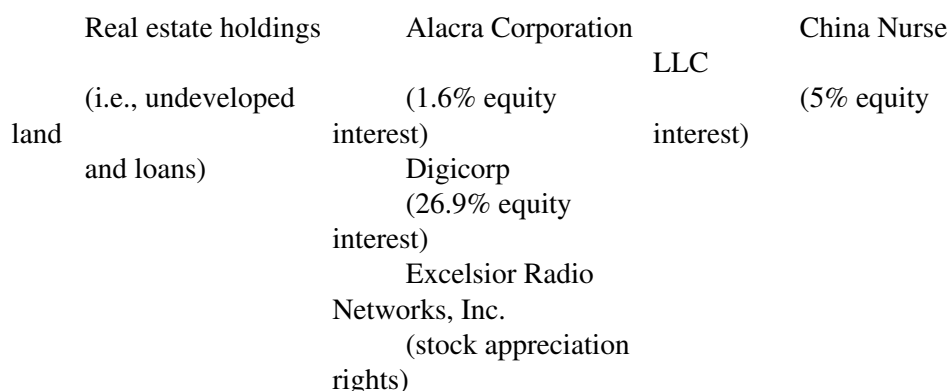 Real estate holdings
(i.e., undeveloped
land
and loans)
Alacra Corporation
(1.6% equity
interest)
Digicorp
(26.9% equity
interest)
Excelsior Radio
Networks, Inc.
(stock appreciation
rights)
China Nurse
LLC
(5% equity
interest)